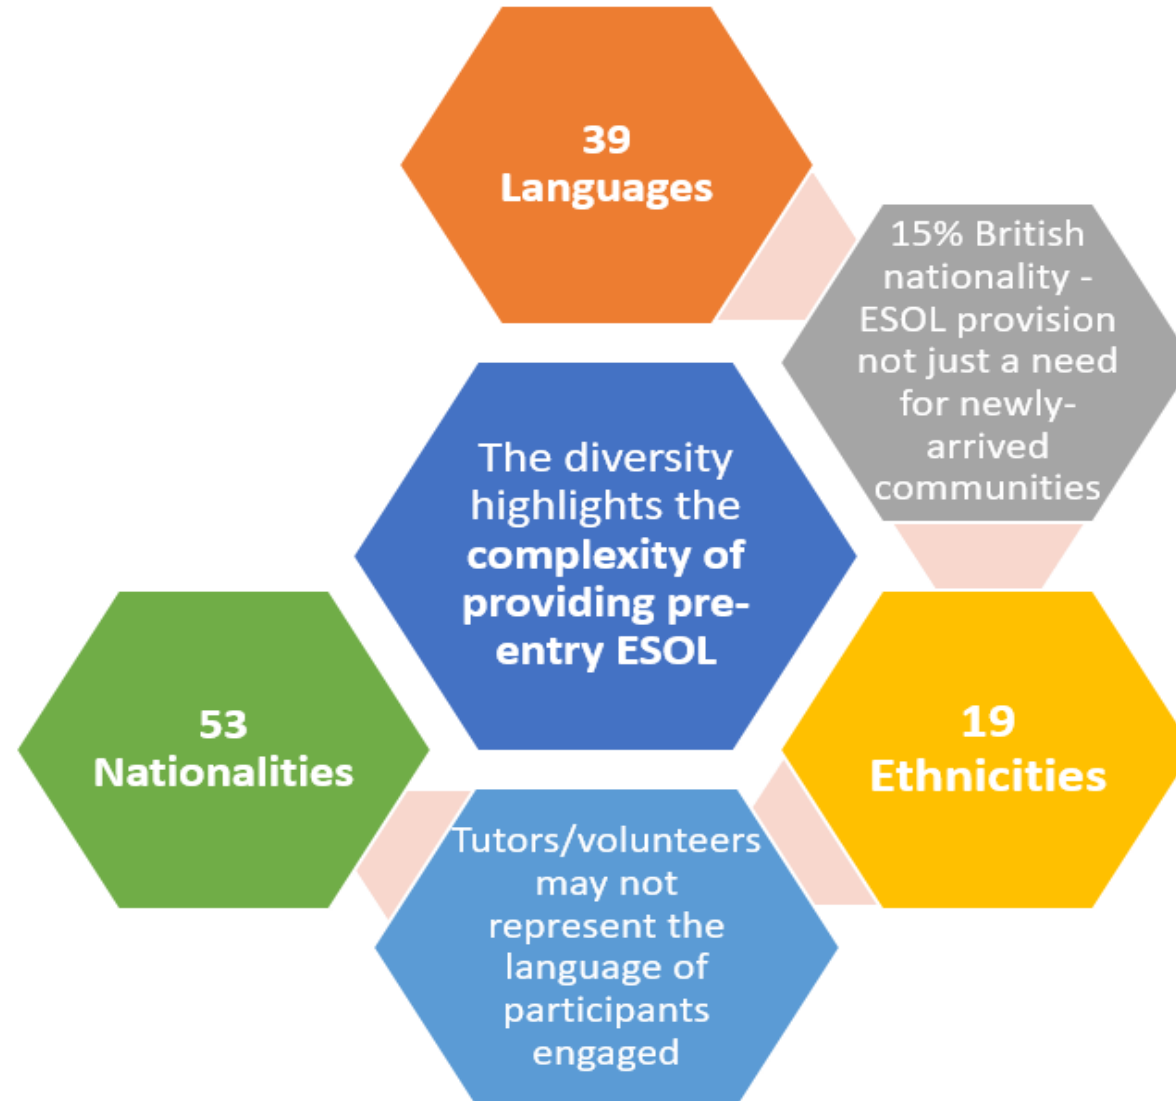 39
Languages
15% British
nationality -
ESOL provision
not just a need
for newly-
arrived
communities
The diversity
highlights the
complexity of
providing pre-
entry ESOL
53
Nationalities
19
Ethnicities
Tutors/volunteers
may not
represent the
language of
participants
engaged